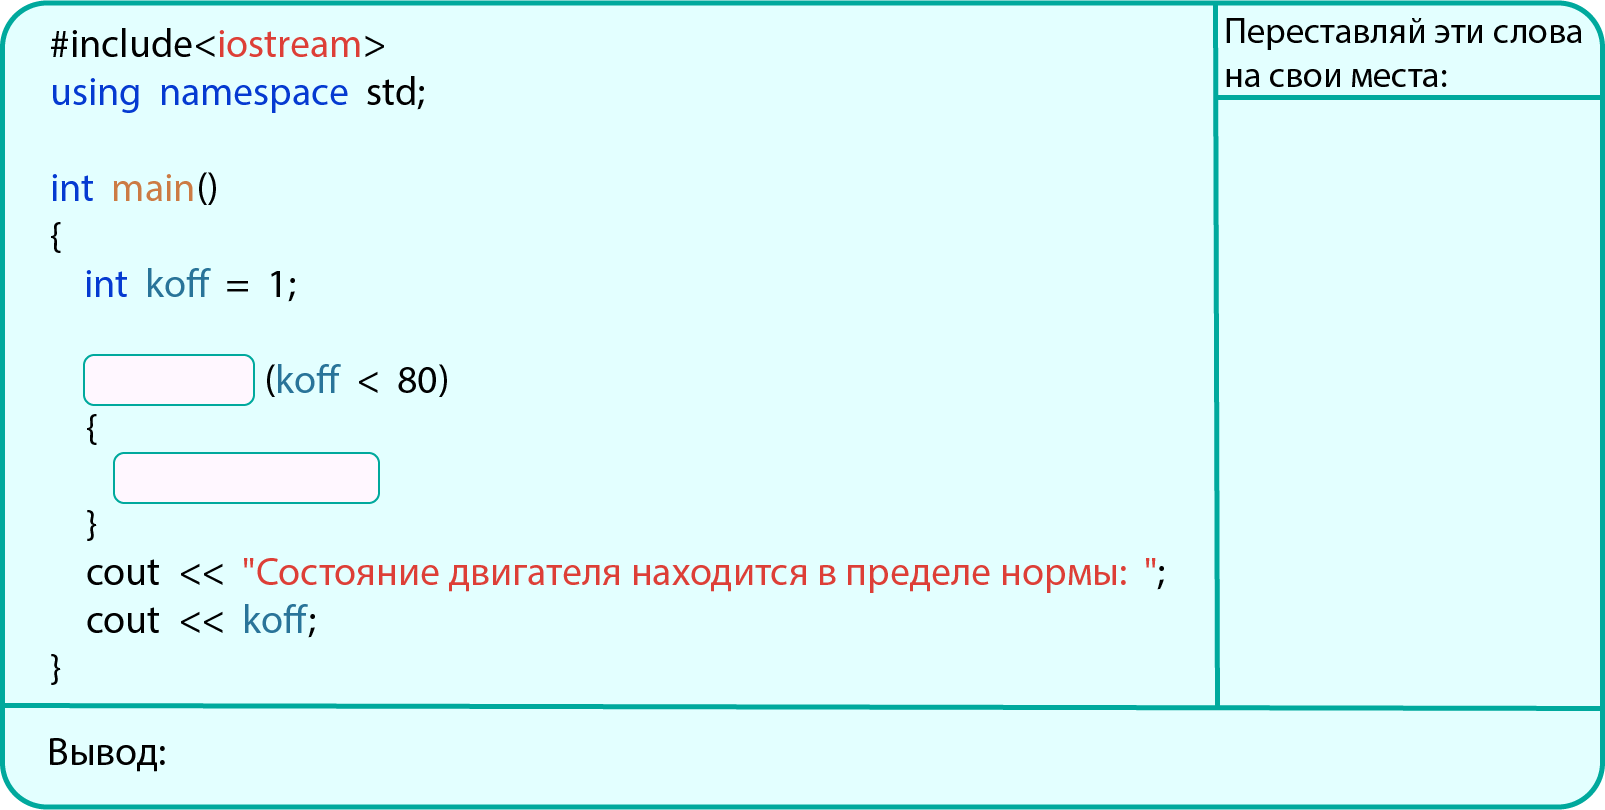 #include<iostream>
using namespace std;
int main()
{
int koff = 1;
(koff < 80)
{
}
cout << "Состояние двигателя находится в пределе нормы: ";
cout << koff;
}
Переставляй эти слова
на свои места:
Вывод: